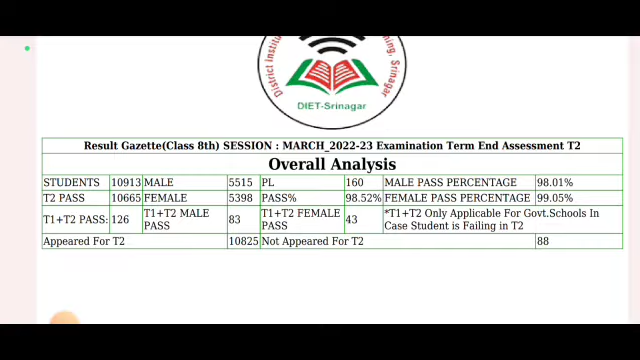 District Institu
ning, Srinagar
DIET-Srinagar
Result Gazette(Class 8th) SESSION : MARCH_2022-23 Examination Term End Assessment T2
Overall Analysis
STUDENTS 10913 MALE 5515 PL 160 MALE PASS PERCENTAGE 98.01%
T2 PASS 10665 FEMALE 5398 PASS% 98.52% FEMALE PASS PERCENTAGE 99.05%
T1+T2 PASS: 126 T1+T2 MALE PASS 83 T1+T2 FEMALE PASS 43 *T1+T2 Only Applicable For Govt.Schools In Case Student is Failing in T2
Appeared For T2 10825 Not Appeared For T2 88